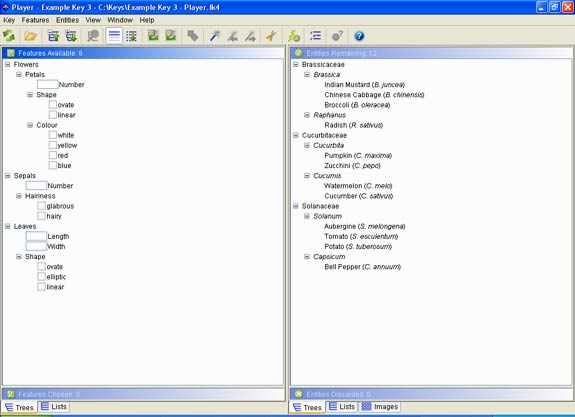 Player - Example Key 3 - C:\Keys\Example Key 3 - Player.lk4
Key Features Entities View Window Help
Features Available: 8
Flowers
Petals
Number
Shape
ovate
linear
Colour
white
yellow
red
blue
Sepals
Number
Hairiness
glabrous
hairy
Leaves
Length
Width
Shape
ovate
elliptic
linear
Features Chosen: 0
Trees Lists
Entities Remaining: 12
Brassicaceae
Brassica
Indian Mustard (B. juncea)
Chinese Cabbage (B. chinensis)
Broccoli (B. oleracea)
Raphanus
Radish (R. sativus)
Cucurbitaceae
Cucurbita
Pumpkin (C. maxima)
Zucchini (C. pepo)
Cucumis
Watermelon (C. melo)
Cucumber (C. sativus)
Solanaceae
Solanum
Aubergine (S. melongena)
Tomato (S. esculentum)
Potato (S. tuberosum)
Capsicum
Bell Pepper (C. annuum)
Entities Discarded: 0
Trees Lists Images